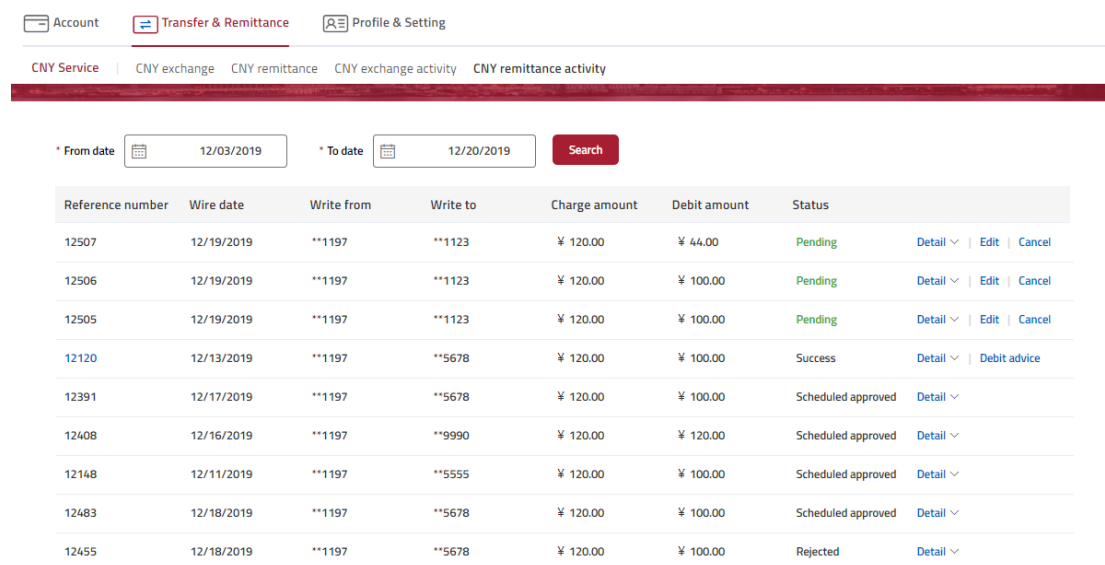 Account Transfer & Remittance Profile & Setting
CNY Service | CNY exchange CNY remittance CNY exchange activity CNY remittance activity
* From date 12/03/2019 * To date 12/20/2019 Search
Reference number Wire date Write from Write to Charge amount Debit amount Status
12507 12/19/2019 **1197 **1123 ¥ 120.00 ¥ 44.00 Pending Detail | Edit | Cancel
12506 12/19/2019 **1197 **1123 ¥ 120.00 ¥ 100.00 Pending Detail | Edit | Cancel
12505 12/19/2019 **1197 **1123 ¥ 120.00 ¥ 100.00 Pending Detail | Edit | Cancel
12120 12/13/2019 **1197 **5678 ¥ 120.00 ¥ 100.00 Success Detail | Debit advice
12391 12/17/2019 **1197 **5678 ¥ 120.00 ¥ 100.00 Scheduled approved Detail
12408 12/16/2019 **1197 **9990 ¥ 120.00 ¥ 120.00 Scheduled approved Detail
12148 12/11/2019 **1197 **5555 ¥ 120.00 ¥ 100.00 Scheduled approved Detail
12483 12/18/2019 **1197 **5678 ¥ 120.00 ¥ 100.00 Scheduled approved Detail
12455 12/18/2019 **1197 **5678 ¥ 120.00 ¥ 100.00 Rejected Detail